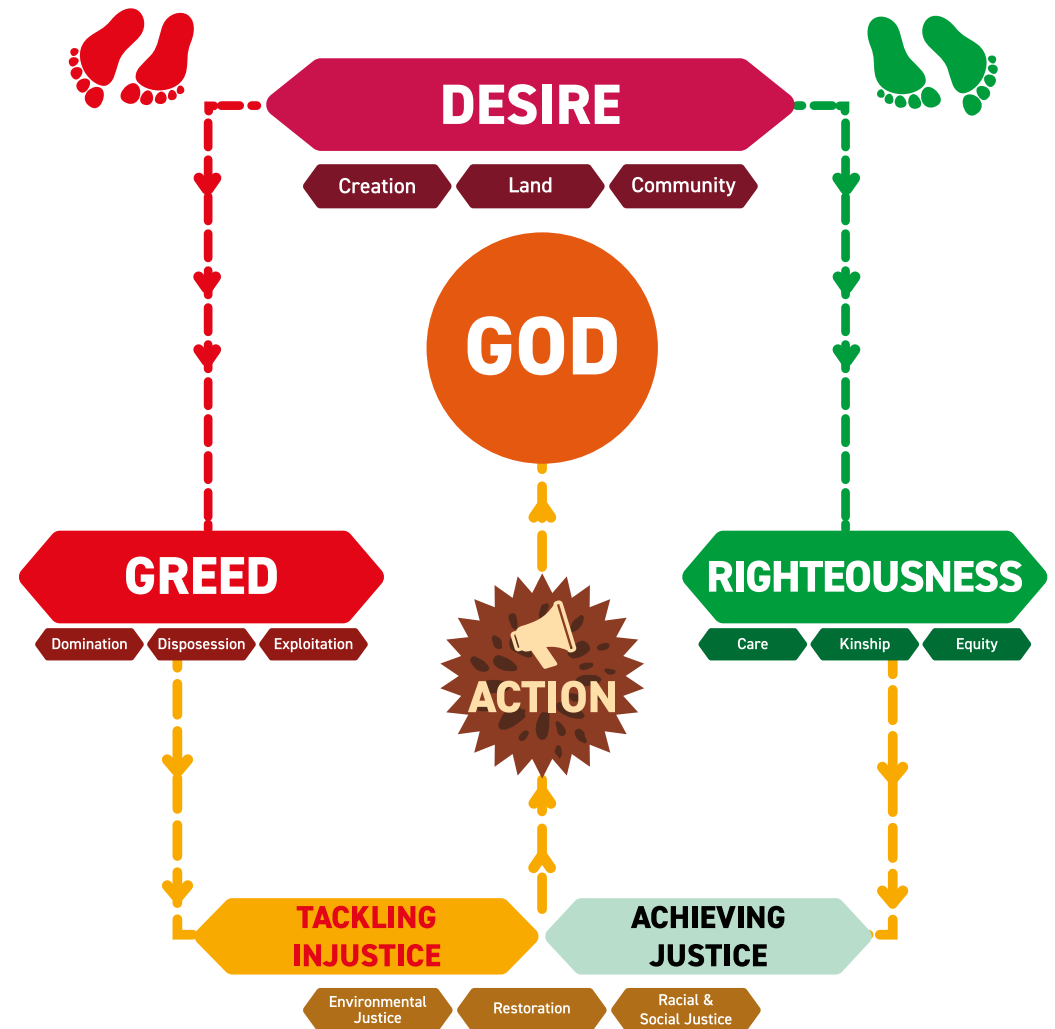 DESIRE
Creation
Land
Community
GOD
GREED
Domination
Disposession
Exploitation
RIGHTEOUSNESS
Care
Kinship
Equity
ACTION
TACKLING
INJUSTICE
ACHIEVING
JUSTICE
Environmental
Justice
Restoration
Racial &
Social Justice